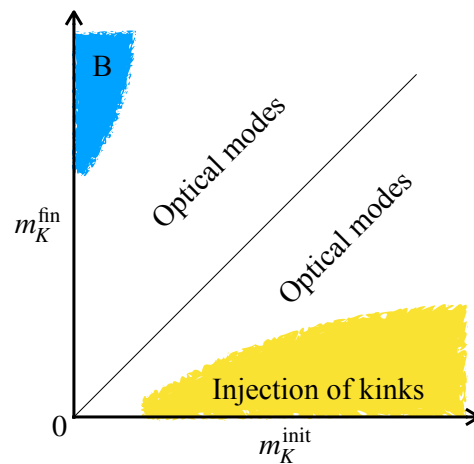 B
Optical modes
Optical modes
m_K^fin
Injection of kinks
0
m_K^init